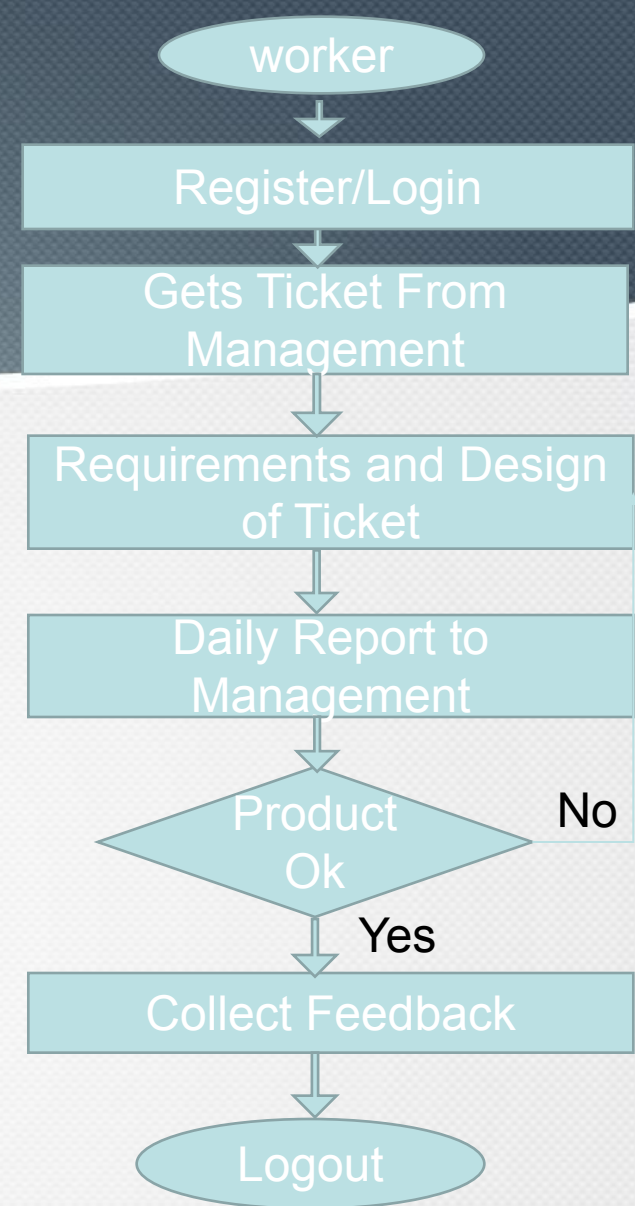 worker
Register/Login
Gets Ticket From
Management
Requirements and Design
of Ticket
Daily Report to
Management
Product
Ok
No
Yes
Collect Feedback
Logout